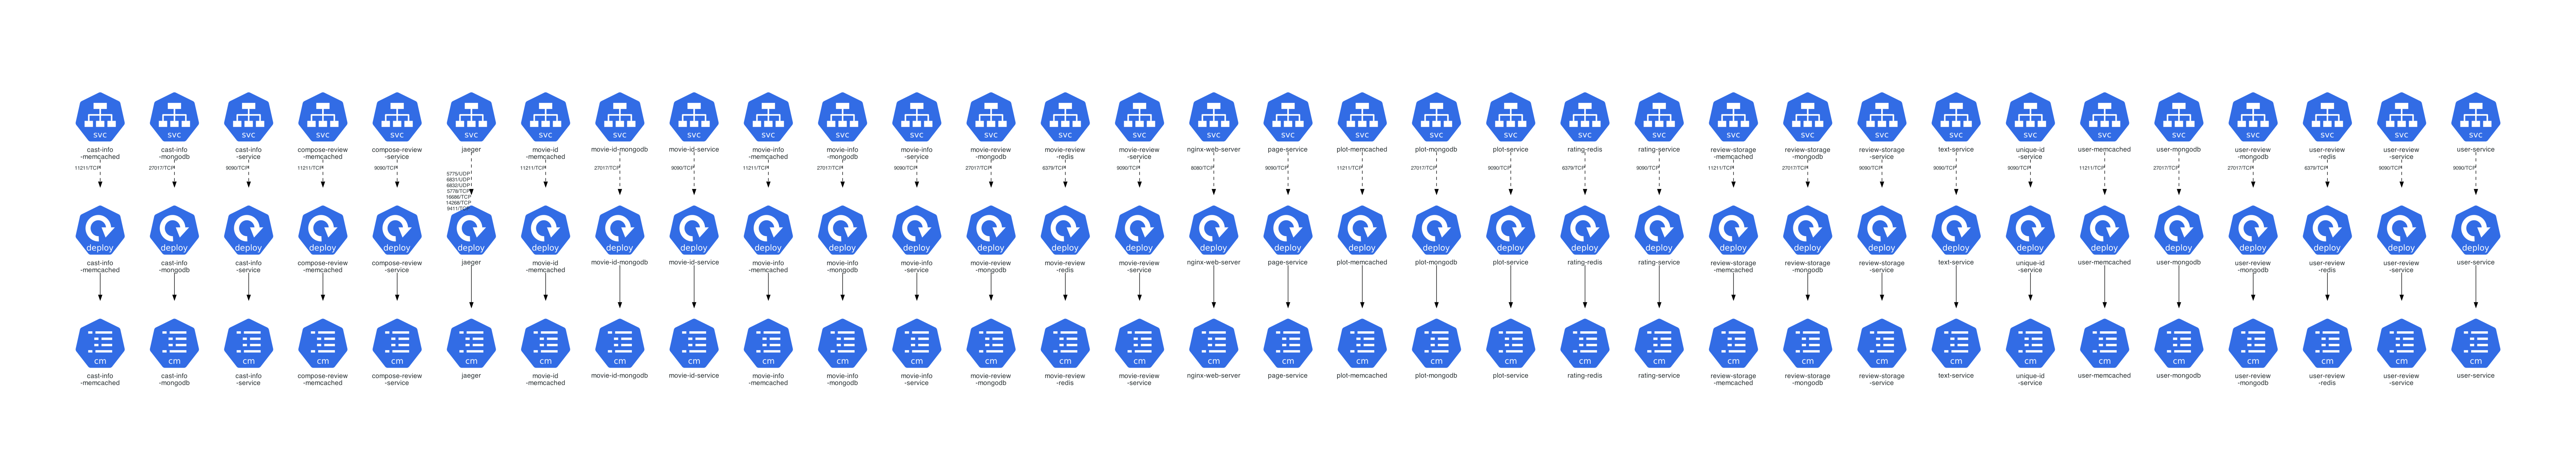 svc svc svc svc svc svc svc svc svc svc svc svc svc svc svc svc svc svc svc svc svc svc svc svc svc svc svc svc svc svc svc svc svc
cast-info cast-info cast-info compose-review compose-review jaeger movie-id movie-id-mongodb movie-id-service movie-info movie-info movie-info movie-review movie-review movie-review nginx-web-server page-service plot-memcached plot-mongodb plot-service rating-redis rating-service review-storage review-storage review-storage text-service unique-id user-memcached user-mongodb user-review user-review user-review user-service
-memcached -mongodb -service -memcached -service -memcached -memcached -mongodb -service -mongodb -redis -service -memcached -mongodb -service -service -mongodb -redis -service
11211/TCP 27017/TCP 9090/TCP 11211/TCP 9090/TCP 11211/TCP 27017/TCP 9090/TCP 11211/TCP 27017/TCP 9090/TCP 27017/TCP 6379/TCP 9090/TCP 8080/TCP 9090/TCP 11211/TCP 27017/TCP 9090/TCP 6379/TCP 9090/TCP 11211/TCP 27017/TCP 9090/TCP 9090/TCP 9090/TCP 11211/TCP 27017/TCP 27017/TCP 6379/TCP 9090/TCP 9090/TCP
5775/UDP
6831/UDP
6832/UDP
5778/TCP
16686/TCP
14268/TCP
9411/TCP
deploy deploy deploy deploy deploy deploy deploy deploy deploy deploy deploy deploy deploy deploy deploy deploy deploy deploy deploy deploy deploy deploy deploy deploy deploy deploy deploy deploy deploy deploy deploy deploy deploy
cast-info cast-info cast-info compose-review compose-review jaeger movie-id movie-id-mongodb movie-id-service movie-info movie-info movie-info movie-review movie-review movie-review nginx-web-server page-service plot-memcached plot-mongodb plot-service rating-redis rating-service review-storage review-storage review-storage text-service unique-id user-memcached user-mongodb user-review user-review user-review user-service
-memcached -mongodb -service -memcached -service -memcached -memcached -mongodb -service -mongodb -redis -service -memcached -mongodb -service -service -mongodb -redis -service
cm cm cm cm cm cm cm cm cm cm cm cm cm cm cm cm cm cm cm cm cm cm cm cm cm cm cm cm cm cm cm cm cm
cast-info cast-info cast-info compose-review compose-review jaeger movie-id movie-id-mongodb movie-id-service movie-info movie-info movie-info movie-review movie-review movie-review nginx-web-server page-service plot-memcached plot-mongodb plot-service rating-redis rating-service review-storage review-storage review-storage text-service unique-id user-memcached user-mongodb user-review user-review user-review user-service
-memcached -mongodb -service -memcached -service -memcached -memcached -mongodb -service -mongodb -redis -service -memcached -mongodb -service -service -mongodb -redis -service